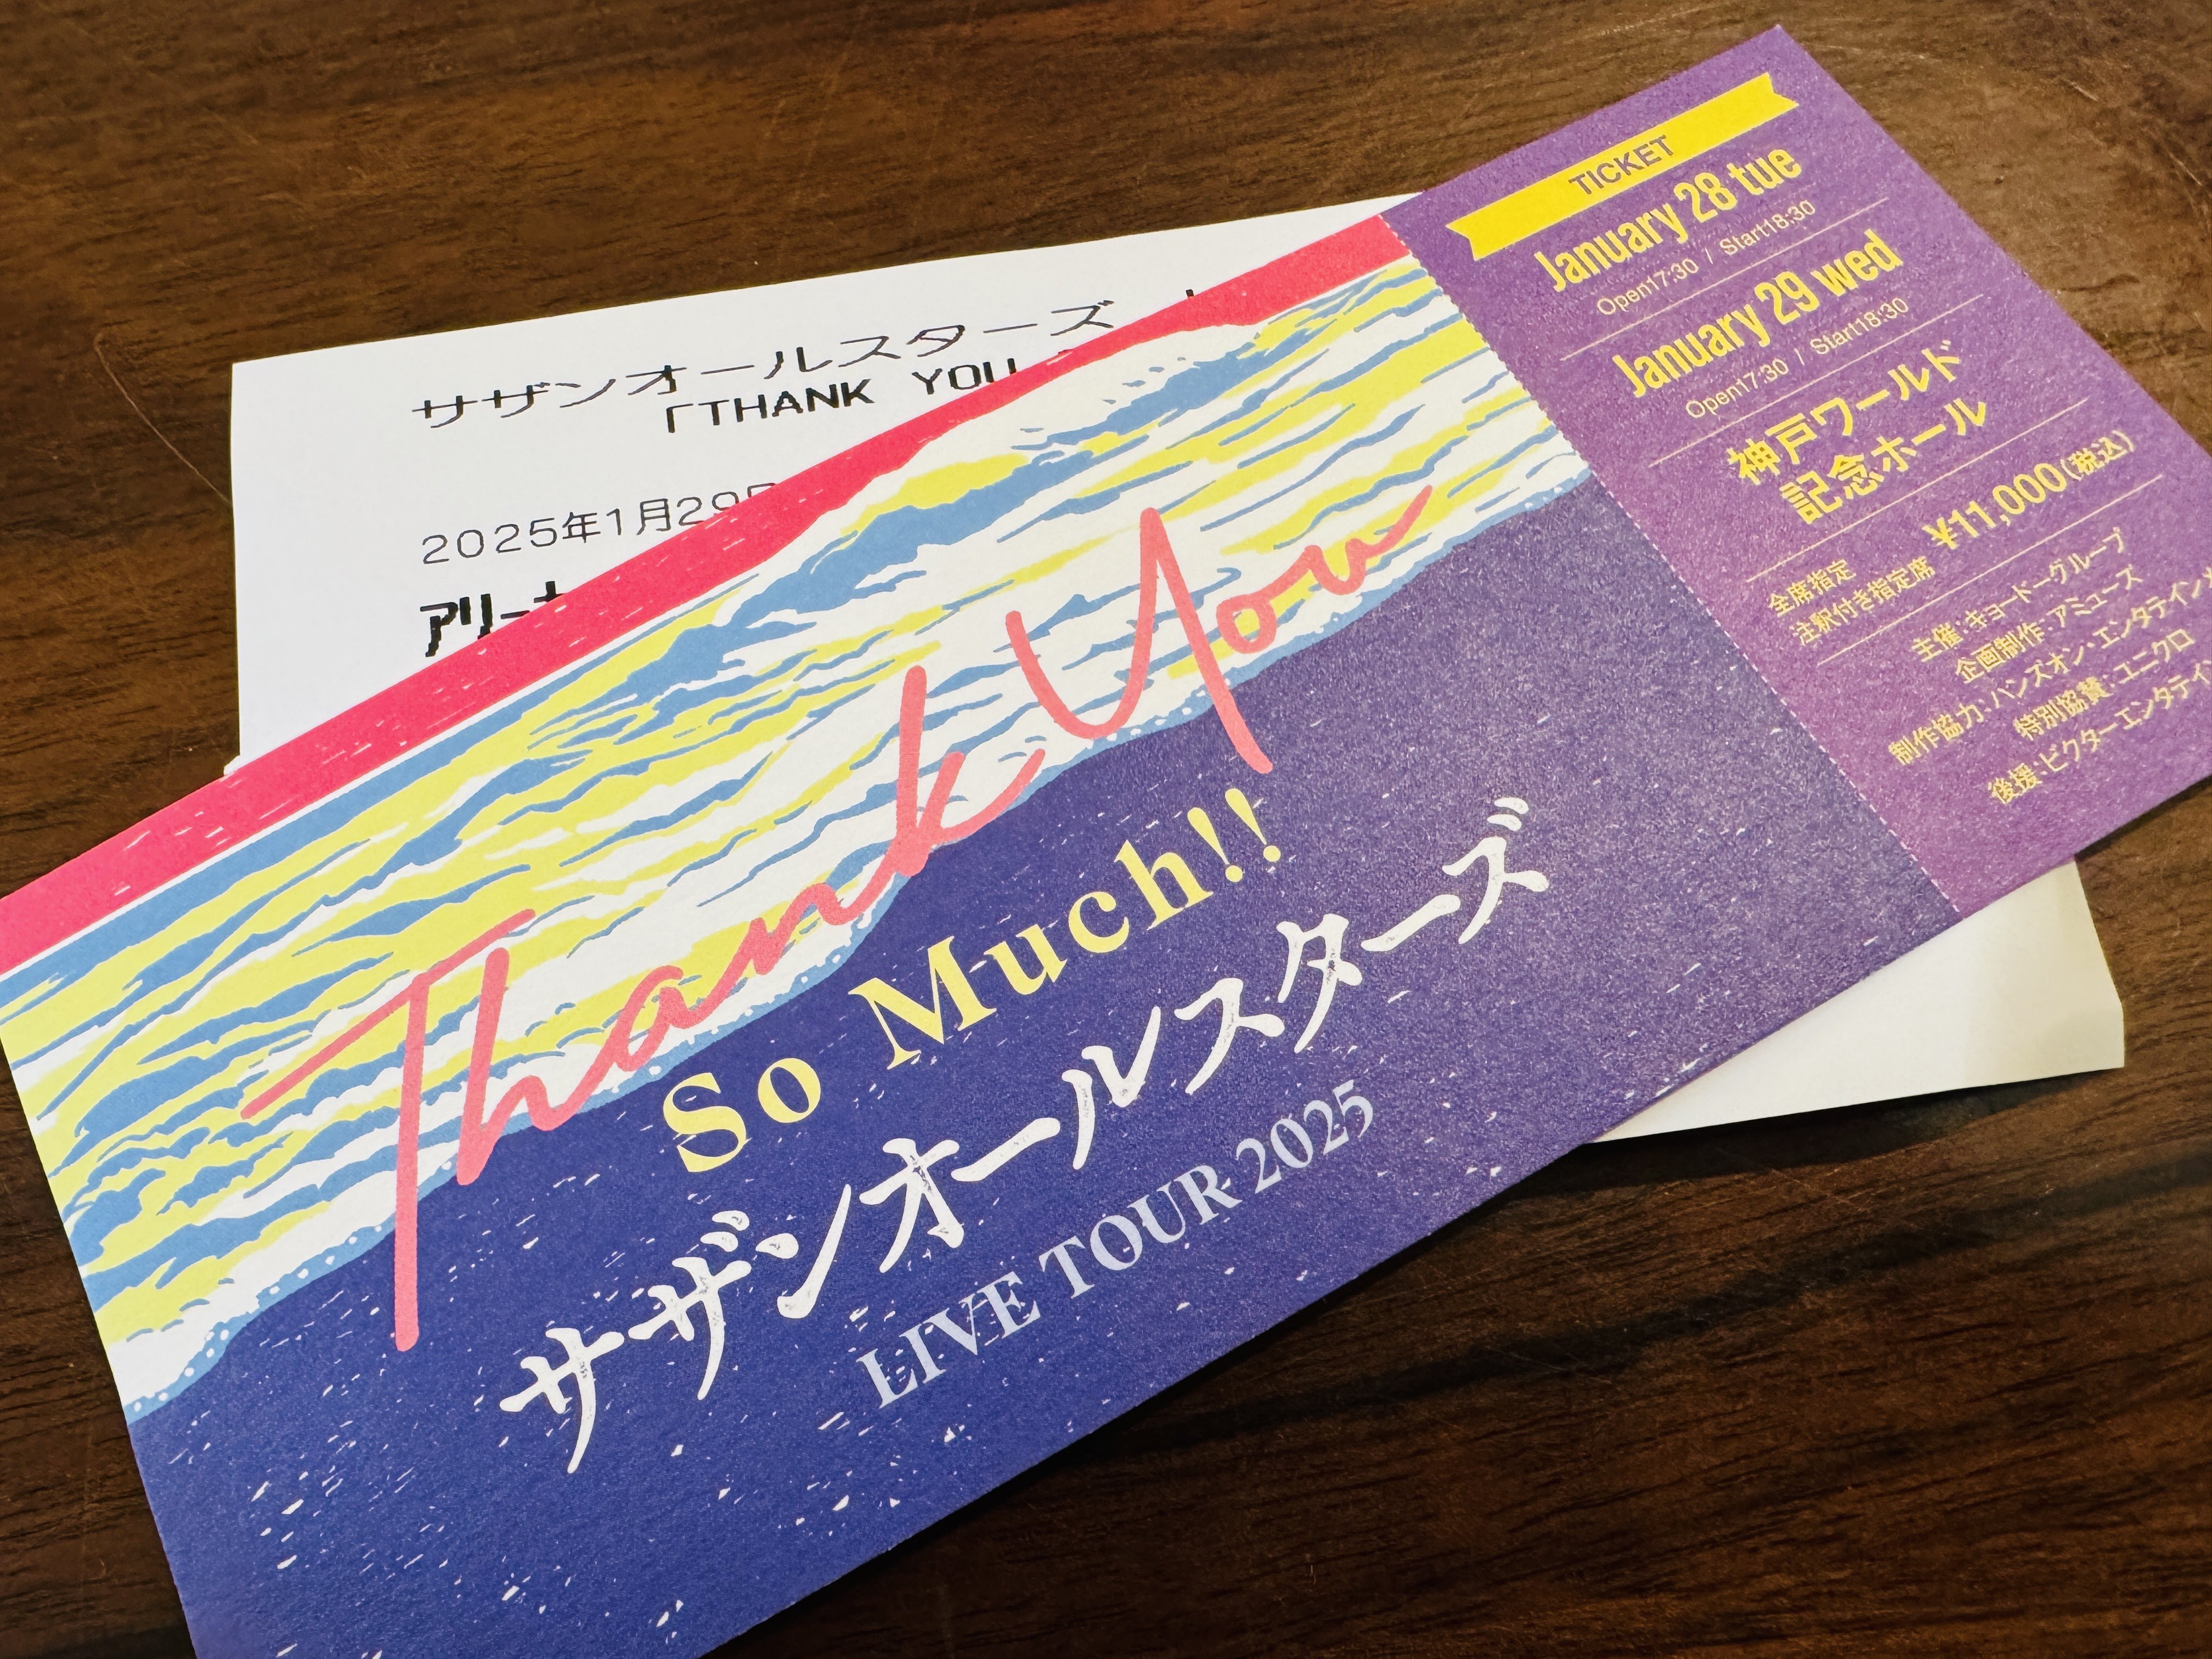 サザンオールスターズ
「THANK YOU
2025年1月29
アリーナ
Thank You
So Much!!
サザンオールスターズ
LIVE TOUR 2025
TICKET
January 28 tue
Open17:30 / Start18:30
January 29 wed
Open17:30 / Start18:30
神戸ワールド
記念ホール
全席指定
注釈付き指定席 ¥11,000(税込)
主催:キョードーグループ
企画制作:アミューズ
制作協力:ハンズオン・エンタテインメ
特別協賛:ユニクロ
後援:ビクターエンタテイ